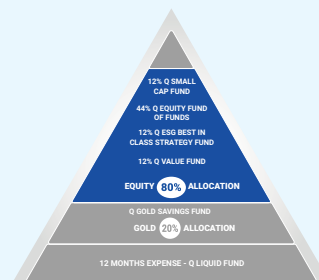 12% Q SMALL
CAP FUND
44% Q EQUITY FUND
OF FUNDS
12% Q ESG BEST IN
CLASS STRATEGY FUND
12% Q VALUE FUND
EQUITY 80% ALLOCATION
Q GOLD SAVINGS FUND
GOLD 20% ALLOCATION
12 MONTHS EXPENSE - Q LIQUID FUND